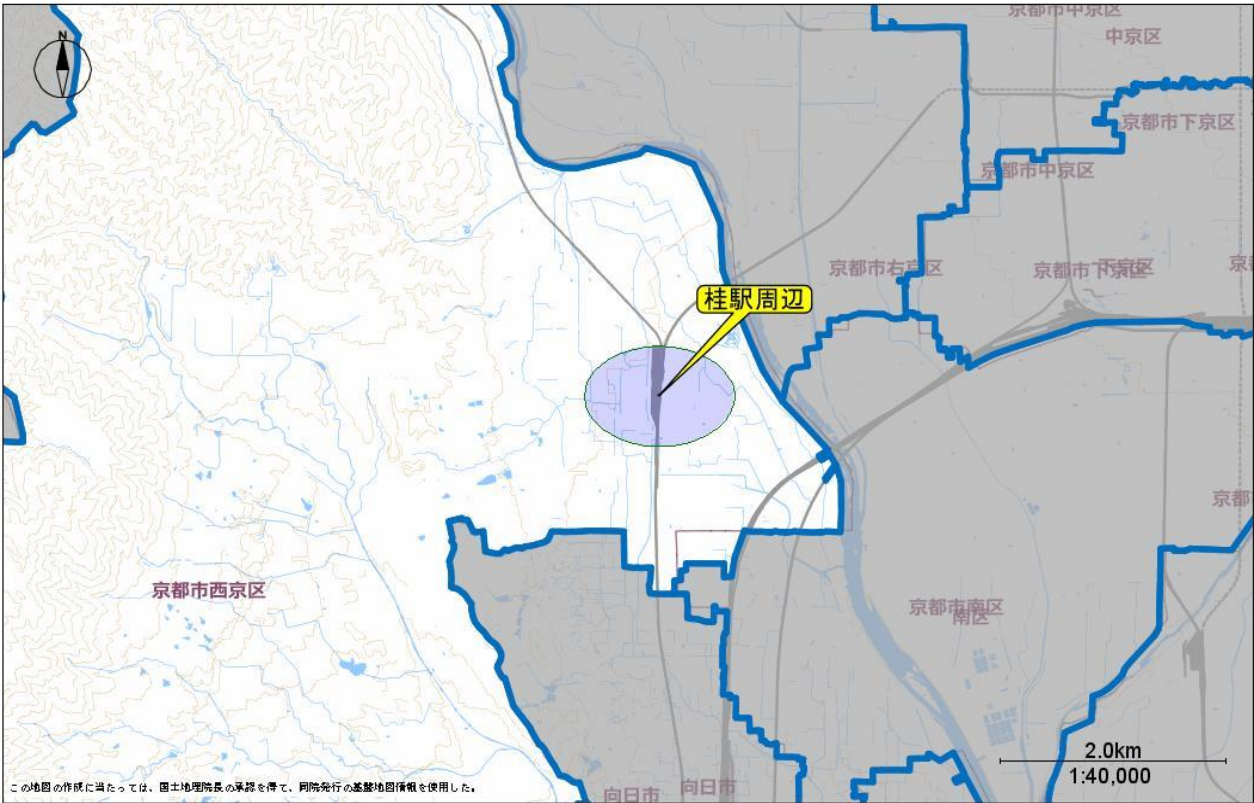 N
京都市中京区
中京区
京都市下京区
京都市中京区
京都市右京区
京都市下京区
下京区
桂駅周辺
京都市西京区
京都市南区
南区
2.0km
1:40,000
この地図の作成に当たっては、国土地理院長の承認を得て、同院発行の基盤地図情報を使用した。
向日市
向日市